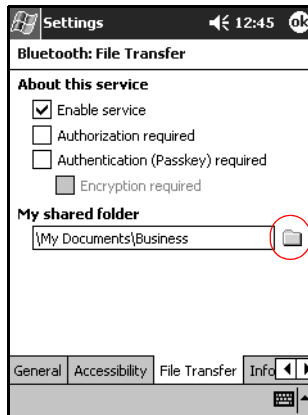 Settings 12:45 ok
Bluetooth: File Transfer
About this service
Enable service
Authorization required
Authentication (Passkey) required
Encryption required
My shared folder
\My Documents\Business
General Accessibility File Transfer Info